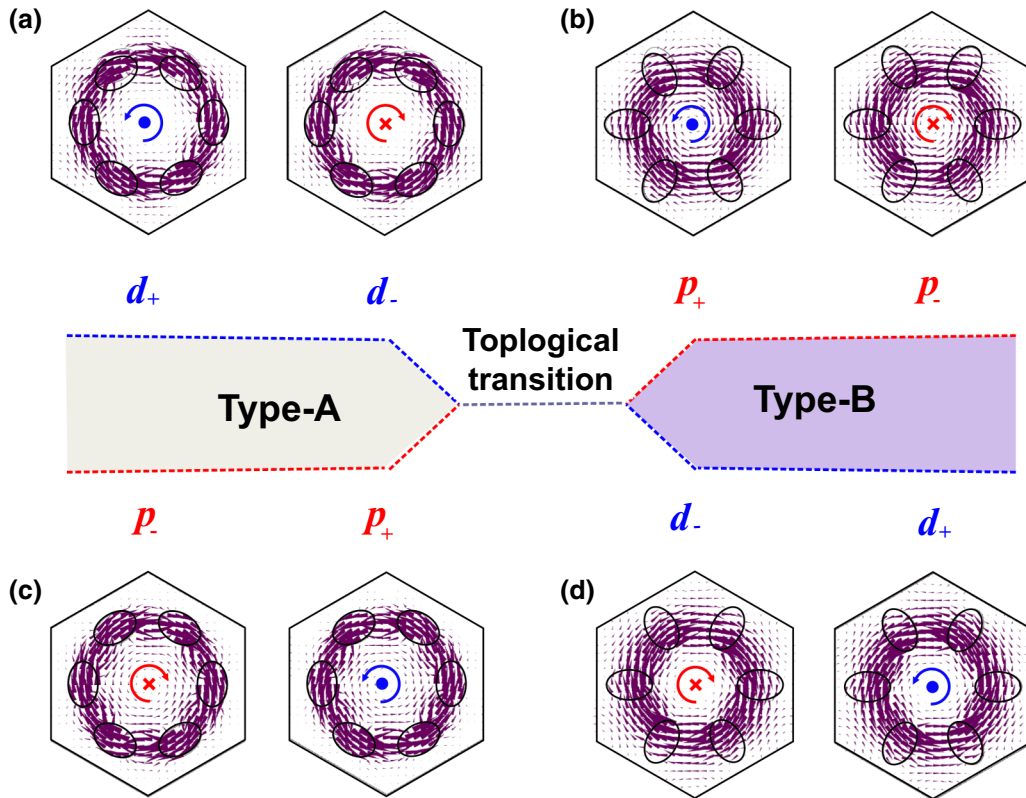 (a)
(b)
d+
d-
p+
p-
Toplogical
transition
Type-A
Type-B
p-
p+
d-
d+
(c)
(d)